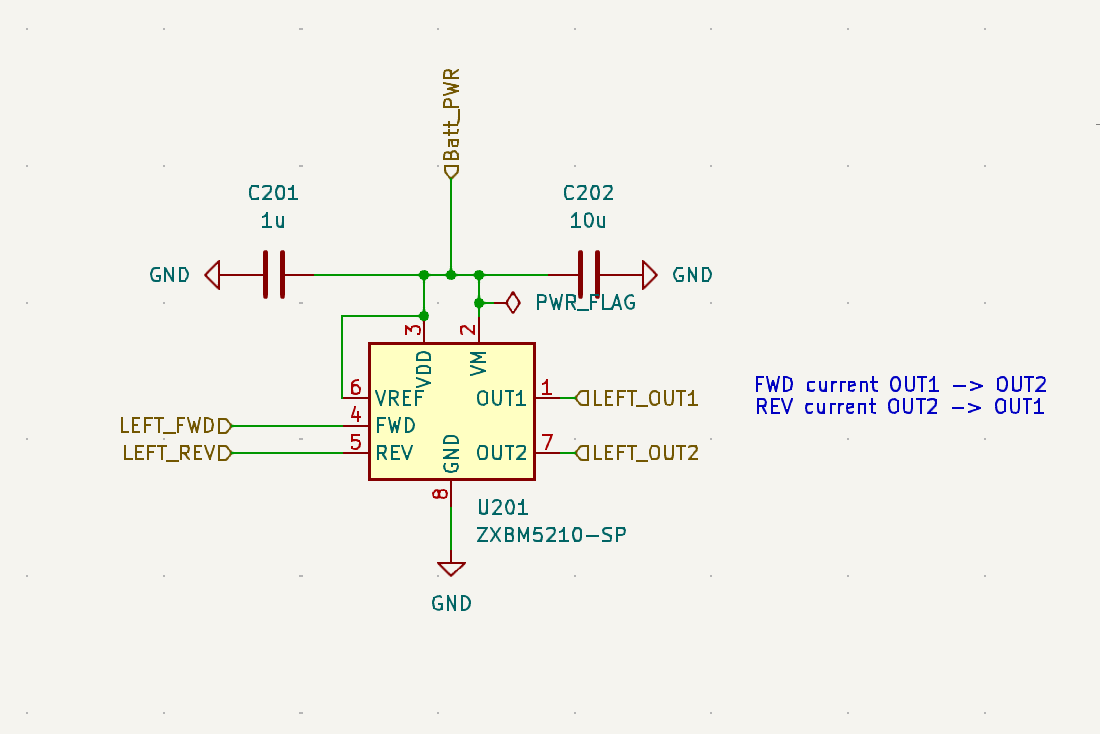 Batt_PWR
C201
1u
C202
10u
GND
GND
PWR_FLAG
3
2
VDD
VM
6
VREF
OUT1
1
LEFT_OUT1
LEFT_FWD
4
FWD
LEFT_REV
5
REV
GND
OUT2
7
LEFT_OUT2
8
U201
ZXBM5210-SP
GND
FWD current OUT1 -> OUT2
REV current OUT2 -> OUT1